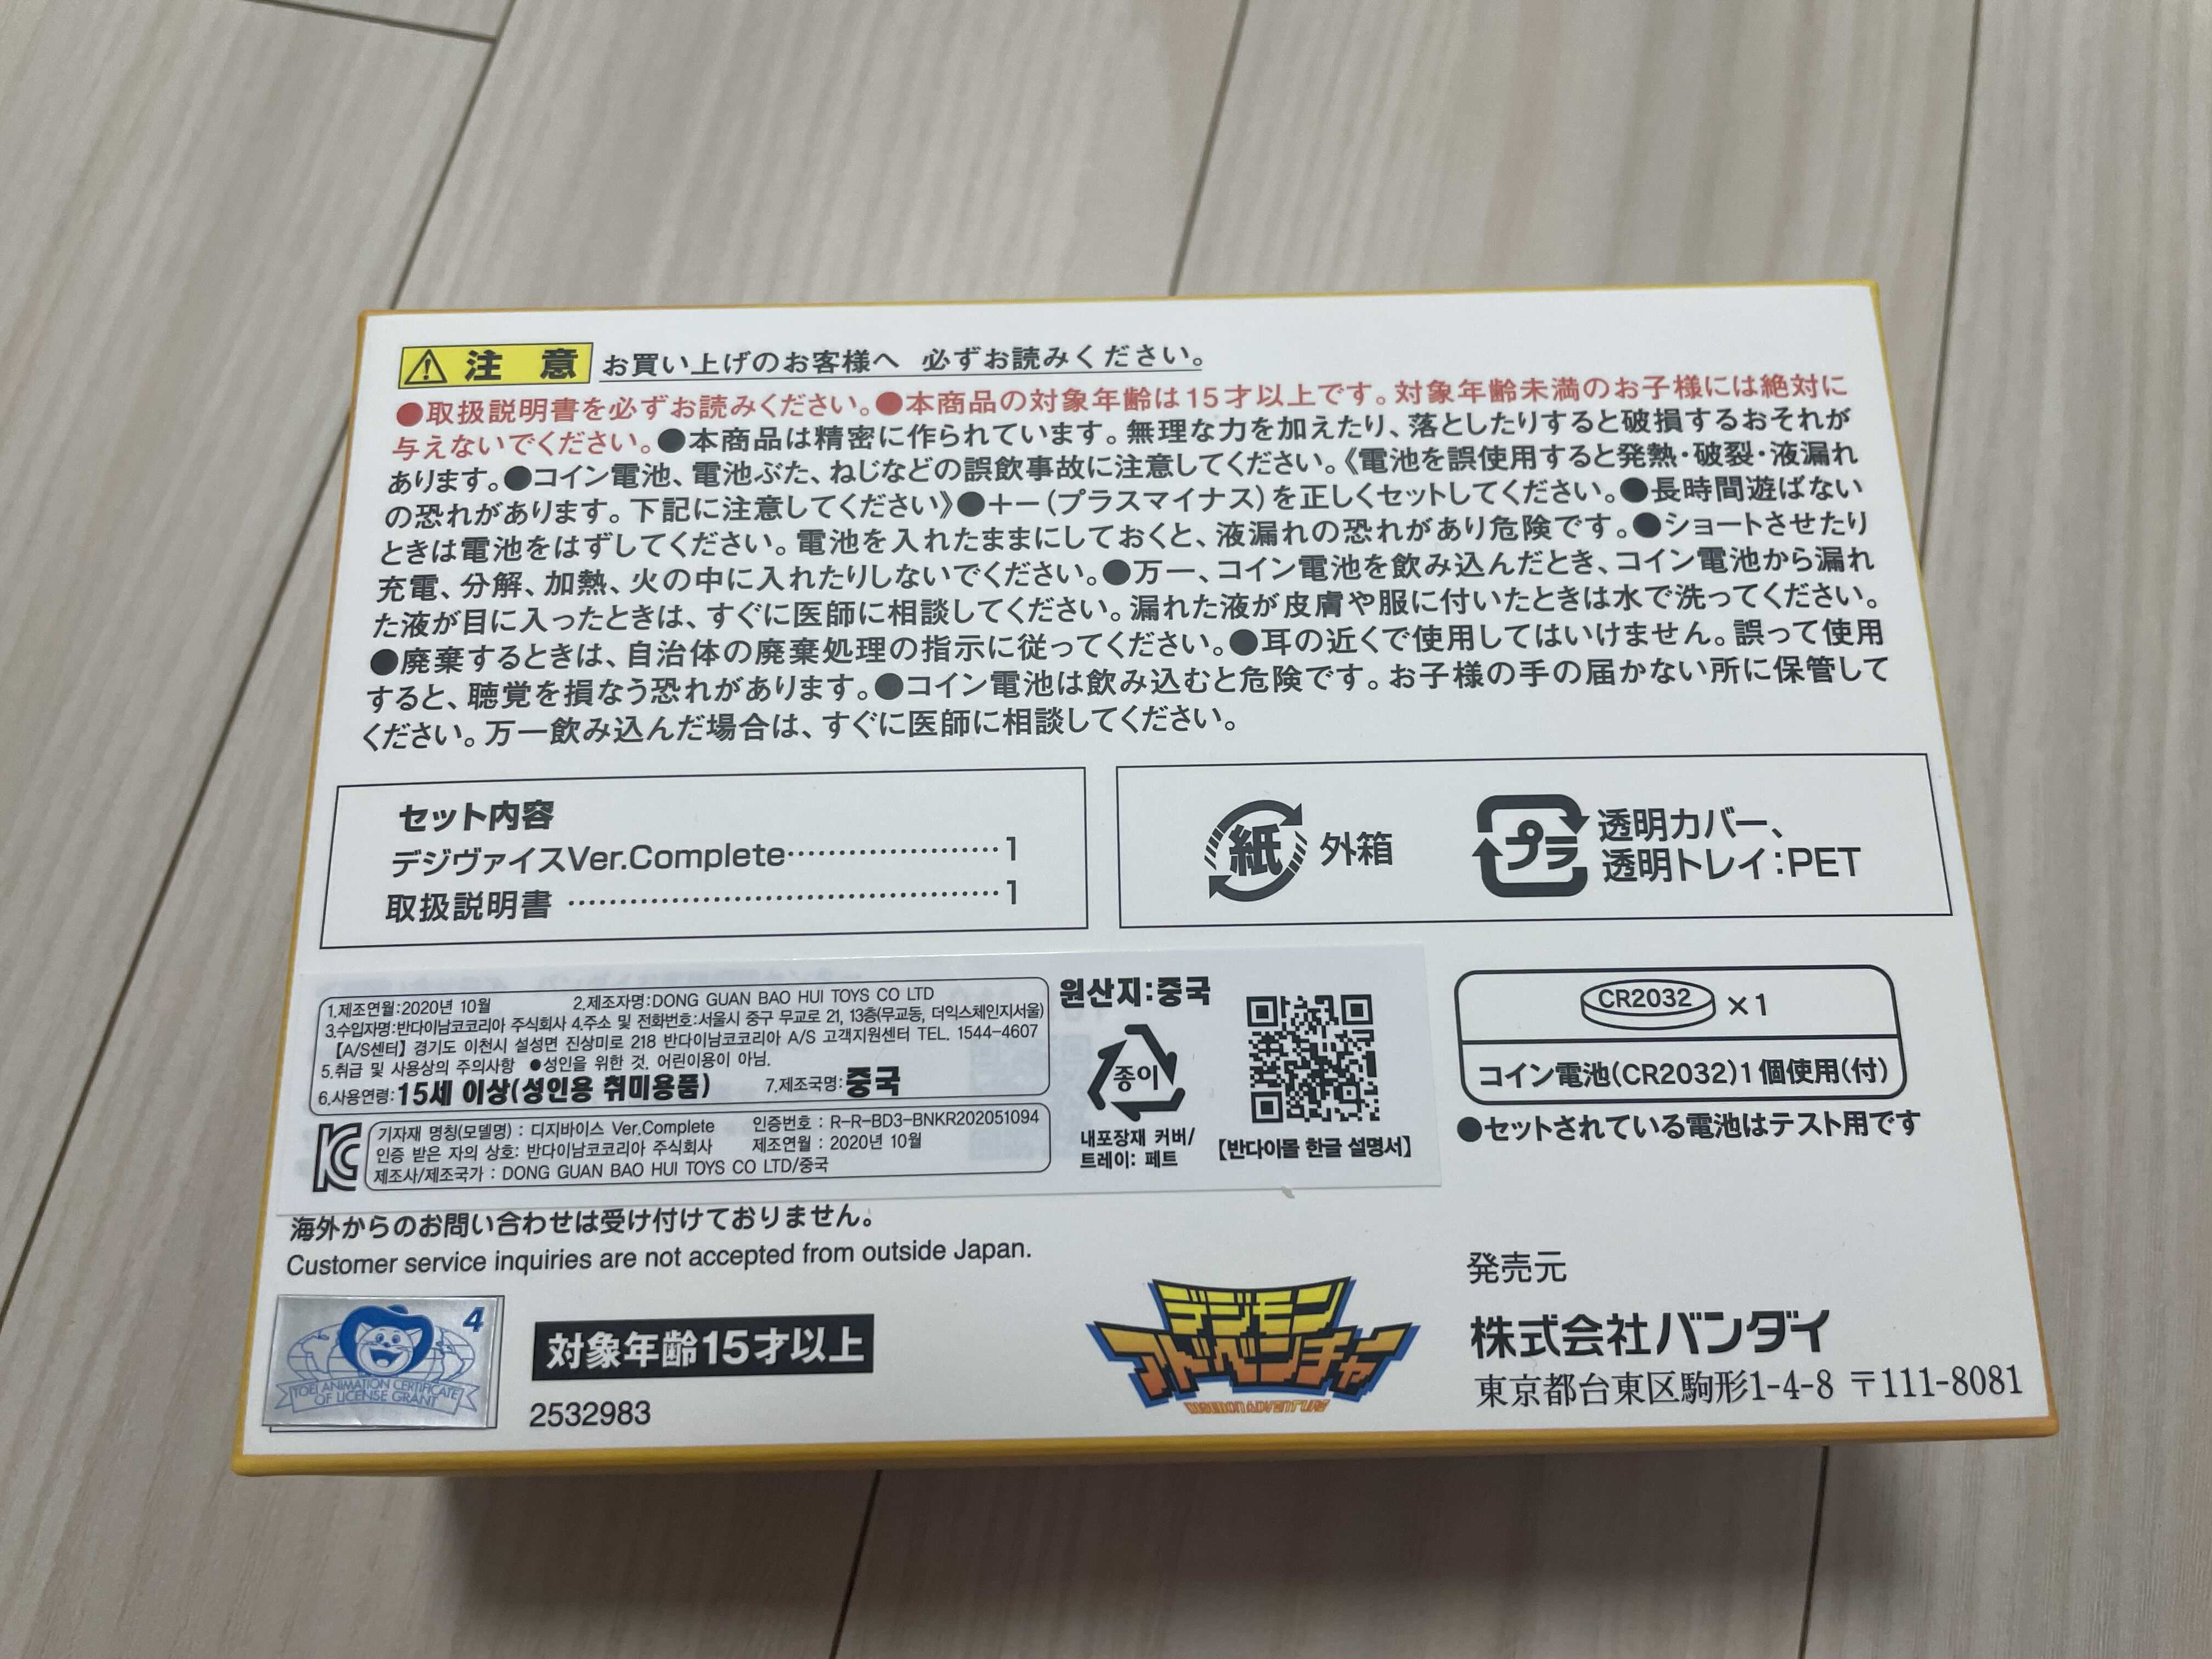 注 意 お買い上げのお客様へ 必ずお読みください。
●取扱説明書を必ずお読みください。●本商品の対象年齢は15才以上です。対象年齢未満のお子様には絶対に
与えないでください。●本商品は精密に作られています。無理な力を加えたり、落としたりすると破損するおそれが
あります。●コイン電池、電池ぶた、ねじなどの誤飲事故に注意してください。《電池を誤使用すると発熱・破裂・液漏れ
の恐れがあります。下記に注意してください》●＋−(プラスマイナス)を正しくセットしてください。●長時間遊ばない
ときは電池をはずしてください。電池を入れたままにしておくと、液漏れの恐れがあり危険です。●ショートさせたり
充電、分解、加熱、火の中に入れたりしないでください。●万一、コイン電池を飲み込んだとき、コイン電池から漏れ
た液が目に入ったときは、すぐに医師に相談してください。漏れた液が皮膚や服に付いたときは水で洗ってください。
●廃棄するときは、自治体の廃棄処理の指示に従ってください。●耳の近くで使用してはいけません。誤って使用
すると、聴覚を損なう恐れがあります。●コイン電池は飲み込むと危険です。お子様の手の届かない所に保管して
ください。万一飲み込んだ場合は、すぐに医師に相談してください。
セット内容
デジヴァイスVer.Complete……………………1
取扱説明書 ……………………………………1
紙 外箱
プラ 透明カバー、
透明トレイ:PET
1.제조연월:2020년 10월 2.제조자명:DONG GUAN BAO HUI TOYS CO LTD
3.수입자명:반다이남코코리아 주식회사 4.주소 및 전화번호:서울시 중구 무교로 21, 13층(무교동, 더익스체인지서울)
【A/S센터】 경기도 이천시 설성면 진상미로 218 반다이남코코리아 A/S 고객지원센터 TEL. 1544-4607
5.취급 및 사용상의 주의사항 ●성인을 위한 것. 어린이용이 아님.
6.사용연령:15세 이상(성인용 취미용품) 7.제조국명:중국
기자재 명칭(모델명) : 디지바이스 Ver.Complete 인증번호 : R-R-BD3-BNKR202051094
인증 받은 자의 상호: 반다이남코코리아 주식회사 제조연월 : 2020년 10월
제조사/제조국가 : DONG GUAN BAO HUI TOYS CO LTD/중국
원산지:중국
종이
내포장재 커버/
트레이: 페트
【반다이몰 한글 설명서】
CR2032 ×1
コイン電池(CR2032)1個使用(付)
●セットされている電池はテスト用です
海外からのお問い合わせは受け付けておりません。
Customer service inquiries are not accepted from outside Japan.
4
TOEI ANIMATION CERTIFICATE
OF LICENSE GRANT
対象年齢15才以上
2532983
デジモン
アドベンチャー
DIGIMON ADVENTURE
発売元
株式会社バンダイ
東京都台東区駒形1-4-8 〒111-8081